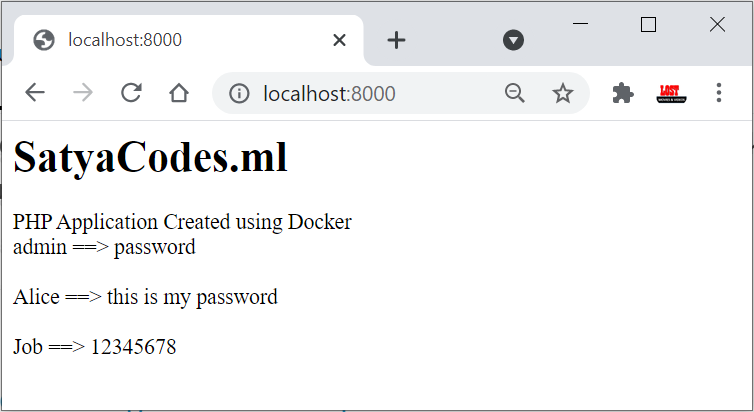 localhost:8000
localhost:8000
LOST
SatyaCodes.ml
PHP Application Created using Docker
admin ==> password
Alice ==> this is my password
Job ==> 12345678